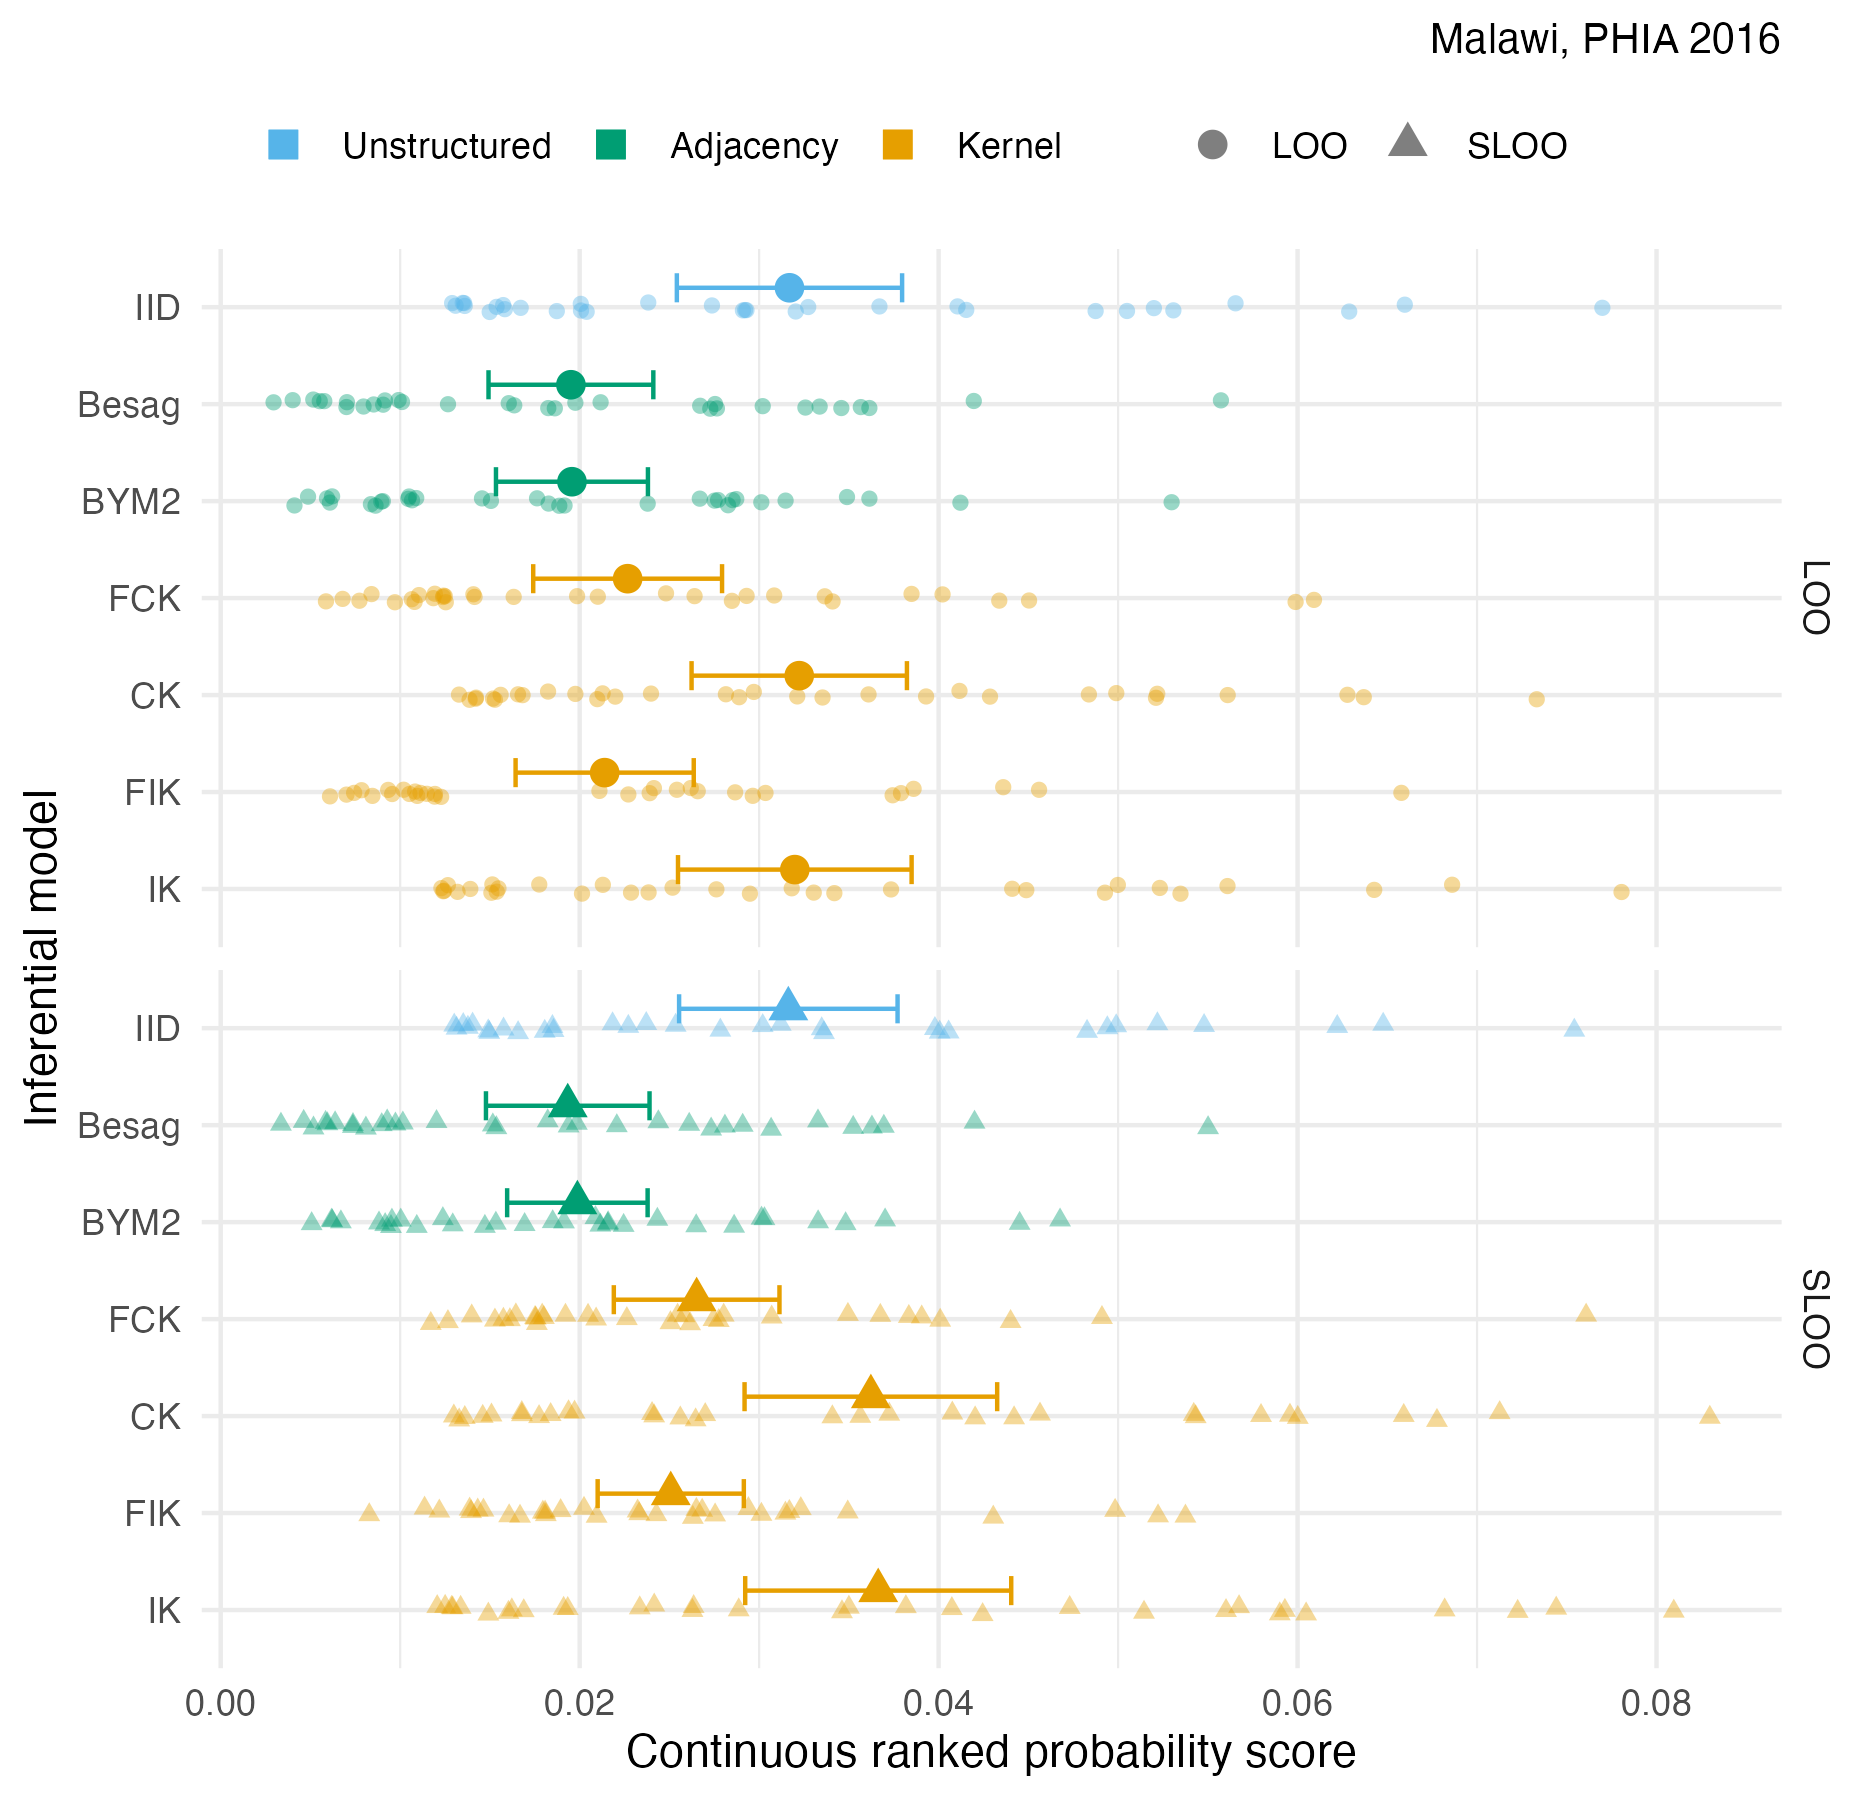 Malawi, PHIA 2016
Unstructured Adjacency Kernel LOO SLOO
Inferential model
IID
Besag
BYM2
FCK
CK
FIK
IK
LOO
IID
Besag
BYM2
FCK
CK
FIK
IK
SLOO
0.00 0.02 0.04 0.06 0.08
Continuous ranked probability score